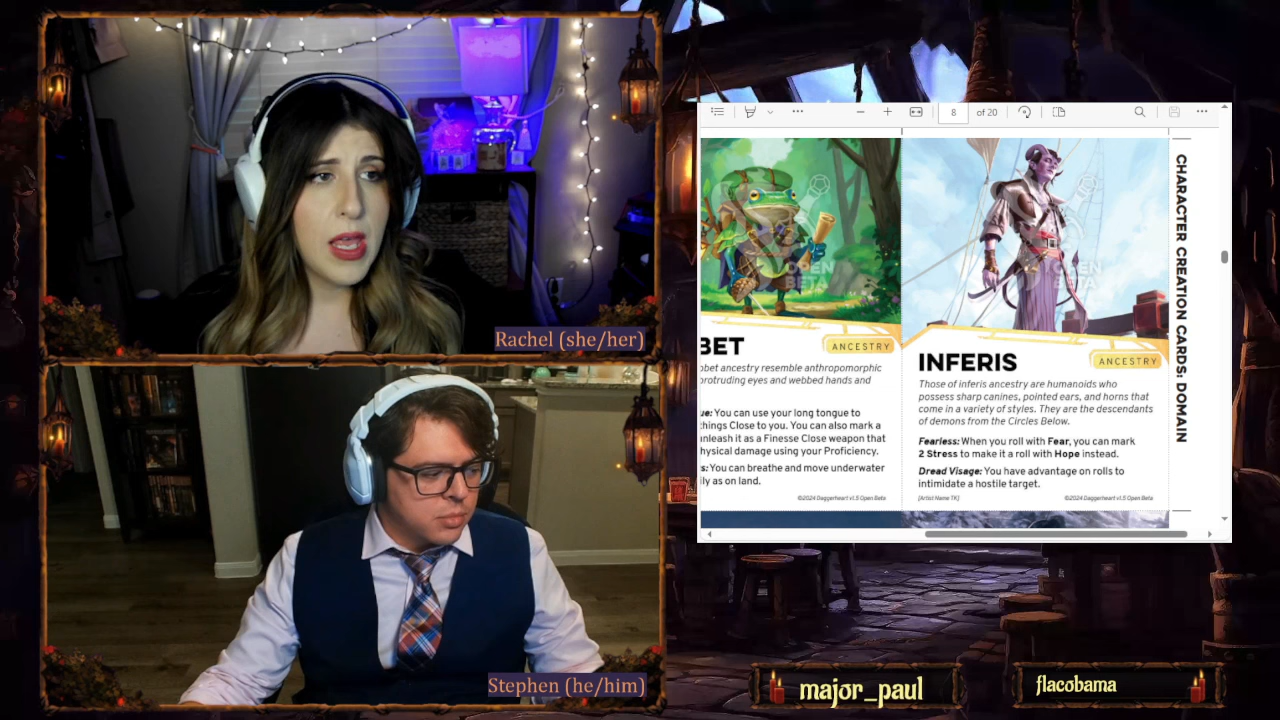 Rachel (she/her)
Stephen (he/him)
8 of 20
OPEN
BETA
BET
ANCESTRY
bet ancestry resemble anthropomorphic
protruding eyes and webbed hands and
ue: You can use your long tongue to
things Close to you. You can also mark a
unleash it as a Finesse Close weapon that
hysical damage using your Proficiency.
s: You can breathe and move underwater
ily as on land.
©2024 Daggerheart v1.5 Open Beta
OPEN
BETA
INFERIS
ANCESTRY
Those of inferis ancestry are humanoids who
possess sharp canines, pointed ears, and horns that
come in a variety of styles. They are the descendants
of demons from the Circles Below.
Fearless: When you roll with Fear, you can mark
2 Stress to make it a roll with Hope instead.
Dread Visage: You have advantage on rolls to
intimidate a hostile target.
[Artist Name TK]
©2024 Daggerheart v1.5 Open Beta
CHARACTER CREATION CARDS: DOMAIN
major_paul
flacobama